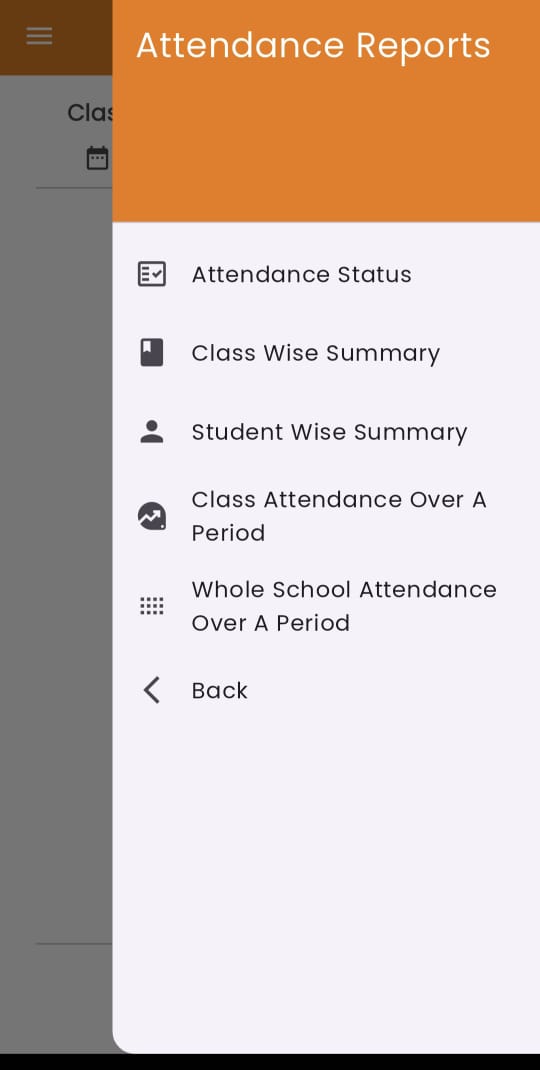 Attendance Reports
Clas
Attendance Status
Class Wise Summary
Student Wise Summary
Class Attendance Over A
Period
Whole School Attendance
Over A Period
Back